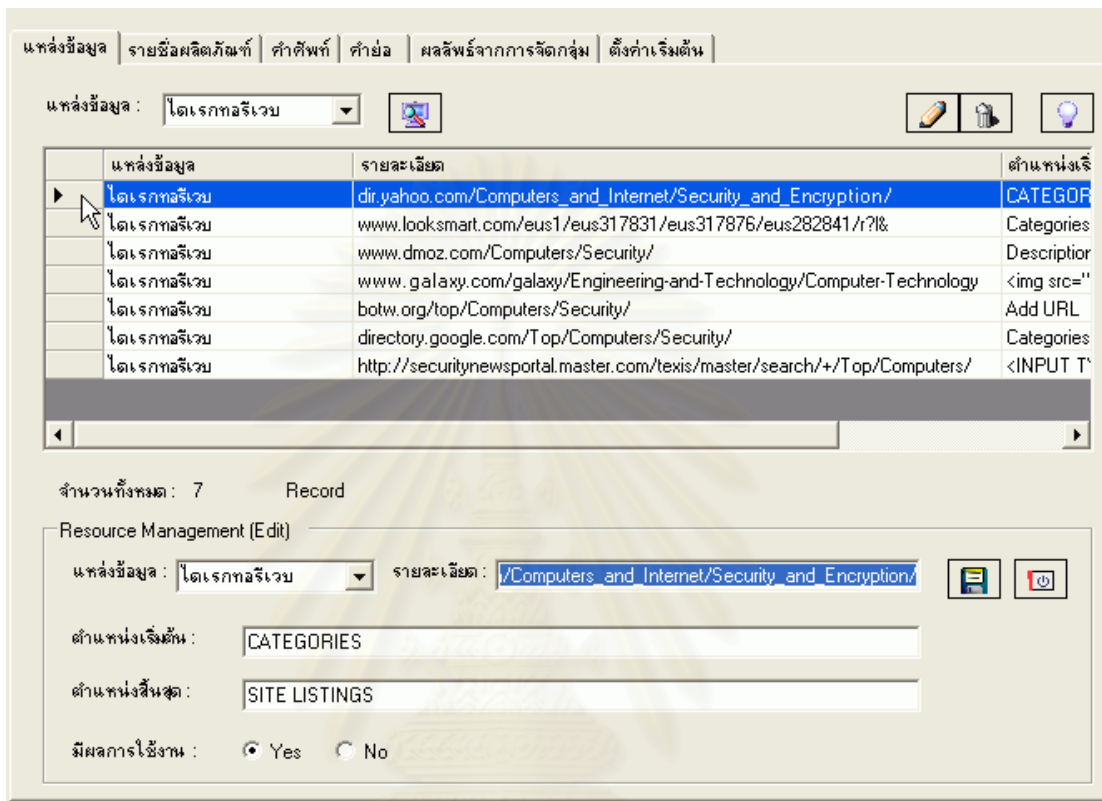 แหล่งข้อมูล รายชื่อผลิตภัณฑ์ คำศัพท์ คำย่อ ผลลัพธ์จากการจัดกลุ่ม ตั้งค่าเริ่มต้น
แหล่งข้อมูล : ไดเรกทอรีเวบ
แหล่งข้อมูล รายละเอียด ตำแหน่งเริ
ไดเรกทอรีเวบ dir.yahoo.com/Computers_and_Internet/Security_and_Encryption/ CATEGOR
ไดเรกทอรีเวบ www.looksmart.com/eus1/eus317831/eus317876/eus282841/r?l& Categories
ไดเรกทอรีเวบ www.dmoz.com/Computers/Security/ Description
ไดเรกทอรีเวบ www.galaxy.com/galaxy/Engineering-and-Technology/Computer-Technology <img src="
ไดเรกทอรีเวบ botw.org/top/Computers/Security/ Add URL
ไดเรกทอรีเวบ directory.google.com/Top/Computers/Security/ Categories
ไดเรกทอรีเวบ http://securitynewsportal.master.com/texis/master/search/+/Top/Computers/ <INPUT TY
จำนวนทั้งหมด : 7 Record
Resource Management (Edit)
แหล่งข้อมูล : ไดเรกทอรีเวบ รายละเอียด : /Computers_and_Internet/Security_and_Encryption/
ตำแหน่งเริ่มต้น : CATEGORIES
ตำแหน่งสิ้นสุด : SITE LISTINGS
มีผลการใช้งาน : Yes No